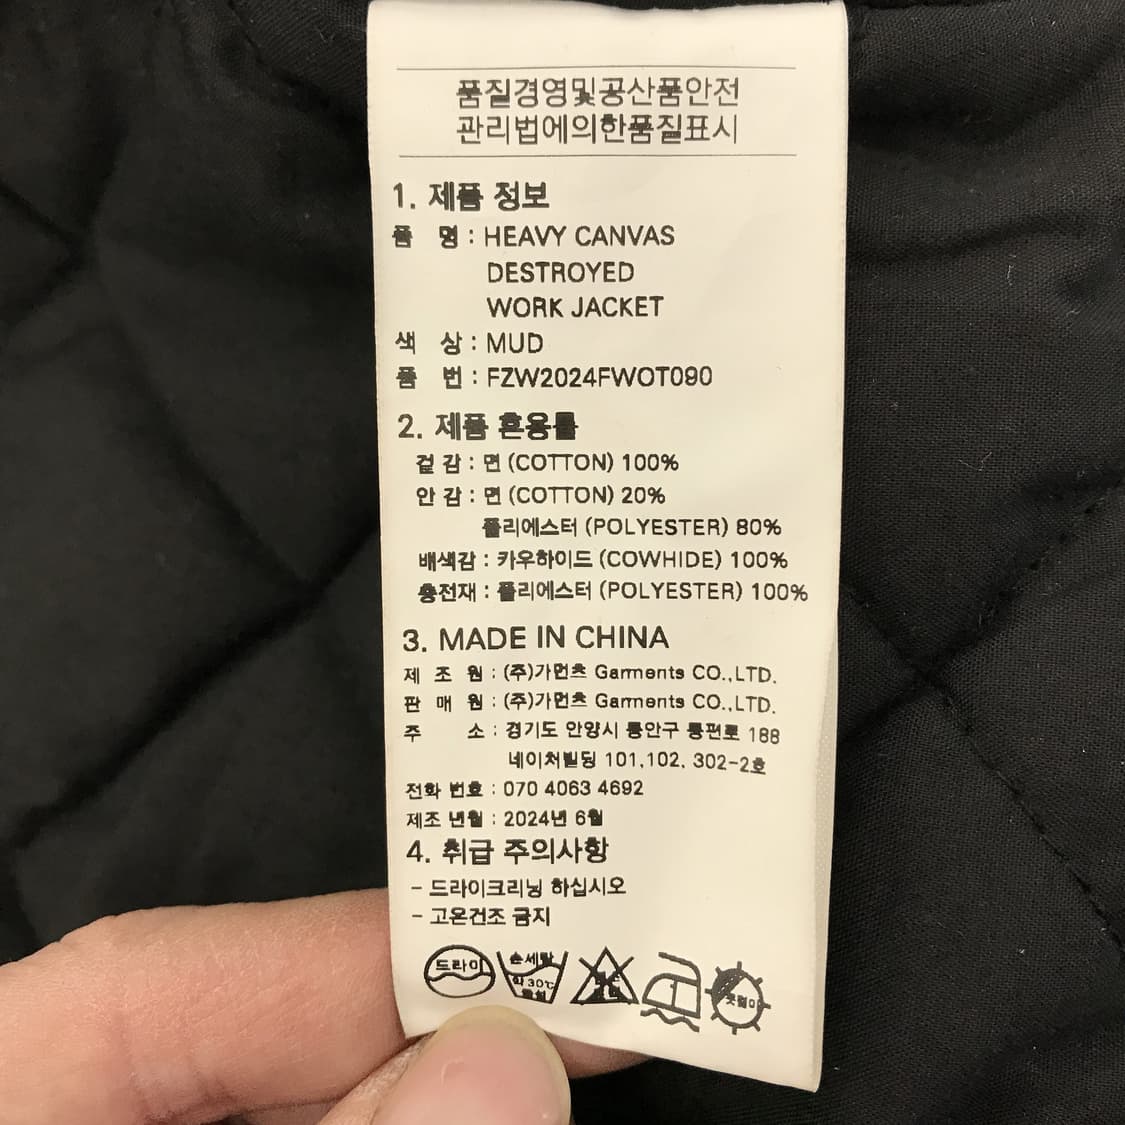 품질경영및공산품안전
관리법에의한품질표시
1. 제품 정보
품 명 : HEAVY CANVAS
DESTROYED
WORK JACKET
색 상 : MUD
품 번 : FZW2024FWOT090
2. 제품 혼용률
겉 감 : 면 (COTTON) 100%
안 감 : 면 (COTTON) 20%
폴리에스터 (POLYESTER) 80%
배색감 : 카우하이드 (COWHIDE) 100%
충전재 : 폴리에스터 (POLYESTER) 100%
3. MADE IN CHINA
제 조 원 : (주)가먼츠 Garments CO.,LTD.
판 매 원 : (주)가먼츠 Garments CO.,LTD.
주 소 : 경기도 안양시 동안구 동편로 188
네이처빌딩 101,102, 302-2호
전화 번호 : 070 4063 4692
제조 년월 : 2024년 6월
4. 취급 주의사항
- 드라이크리닝 하십시오
- 고온건조 금지
드라이
손세탁
약 30℃